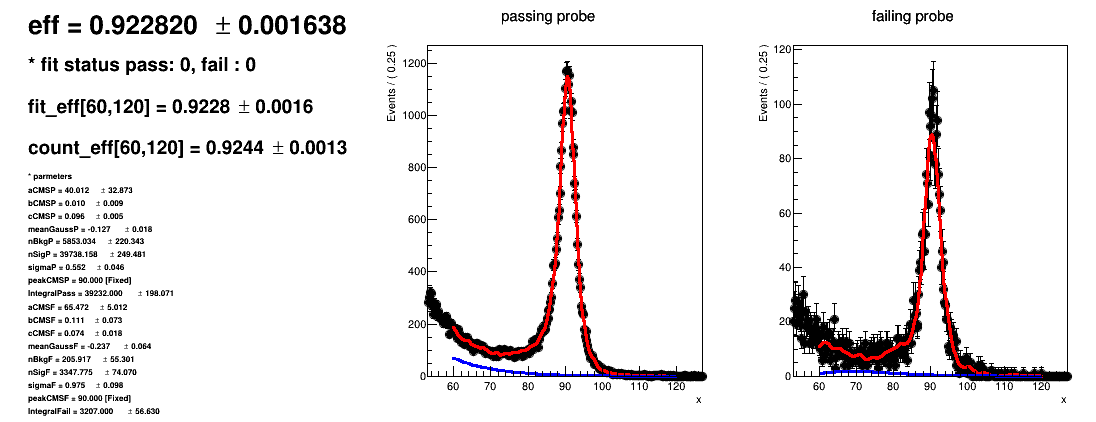 eff = 0.922820 ± 0.001638
* fit status pass: 0, fail : 0
fit_eff[60,120] = 0.9228 ± 0.0016
count_eff[60,120] = 0.9244 ± 0.0013
* parmeters
aCMSP = 40.012 ± 32.873
bCMSP = 0.010 ± 0.009
cCMSP = 0.096 ± 0.005
meanGaussP = -0.127 ± 0.018
nBkgP = 5853.034 ± 220.343
nSigP = 39738.158 ± 249.481
sigmaP = 0.552 ± 0.046
peakCMSP = 90.000 [Fixed]
IntegralPass = 39232.000 ± 198.071
aCMSF = 65.472 ± 5.012
bCMSF = 0.111 ± 0.073
cCMSF = 0.074 ± 0.018
meanGaussF = -0.237 ± 0.064
nBkgF = 205.917 ± 55.301
nSigF = 3347.775 ± 74.070
sigmaF = 0.975 ± 0.098
peakCMSF = 90.000 [Fixed]
IntegralFail = 3207.000 ± 56.630
passing probe
Events / ( 0.25 )
1200
1000
800
600
400
200
0
60 70 80 90 100 110 120
x
failing probe
Events / ( 0.25 )
120
100
80
60
40
20
0
60 70 80 90 100 110 120
x